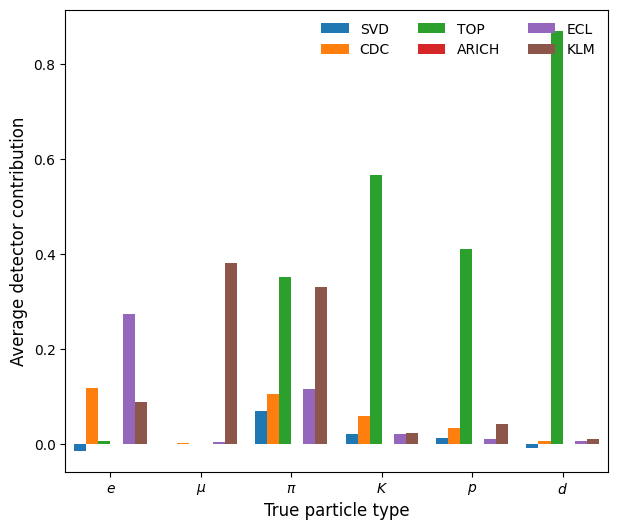 SVD TOP ECL
CDC ARICH KLM
Average detector contribution
0.8
0.6
0.4
0.2
0.0
e μ π K p d
True particle type